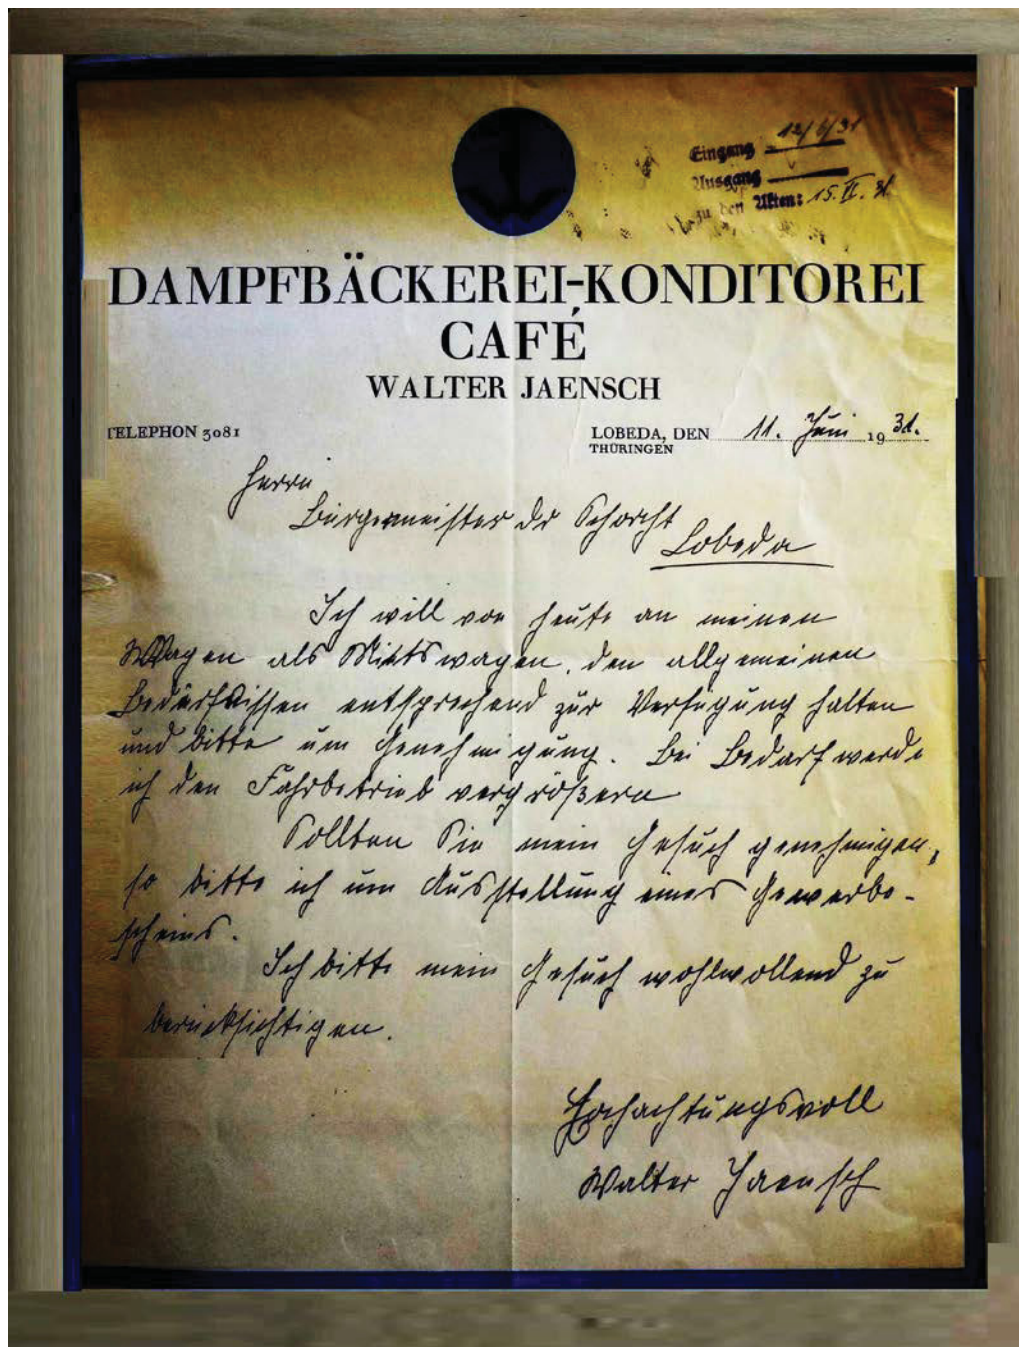 Eingang 12/6/31
Ausgang
zu den Akten: 15.VI.31
DAMPFBÄCKEREI-KONDITOREI
CAFÉ
WALTER JAENSCH
TELEPHON 3081
LOBEDA, DEN 11. Juni 1931.
THÜRINGEN
Herrn
Bürgermeister Dr Schorcht
Lobeda
Ich will von heute an meinen
Wagen als Mietswagen, den allgemeinen
Bedürfnissen entsprechend zur Verfügung halten
und bitte um Genehmigung. Bei Bedarf werde
ich den Fahrbetrieb vergrößern
Sollten Sie mein Gesuch genehmigen,
so bitte ich um Ausstellung eines Gewerbe-
scheins.
Ich bitte mein Gesuch wohlwollend zu
berücksichtigen.
Hochachtungsvoll
Walter Jaensch